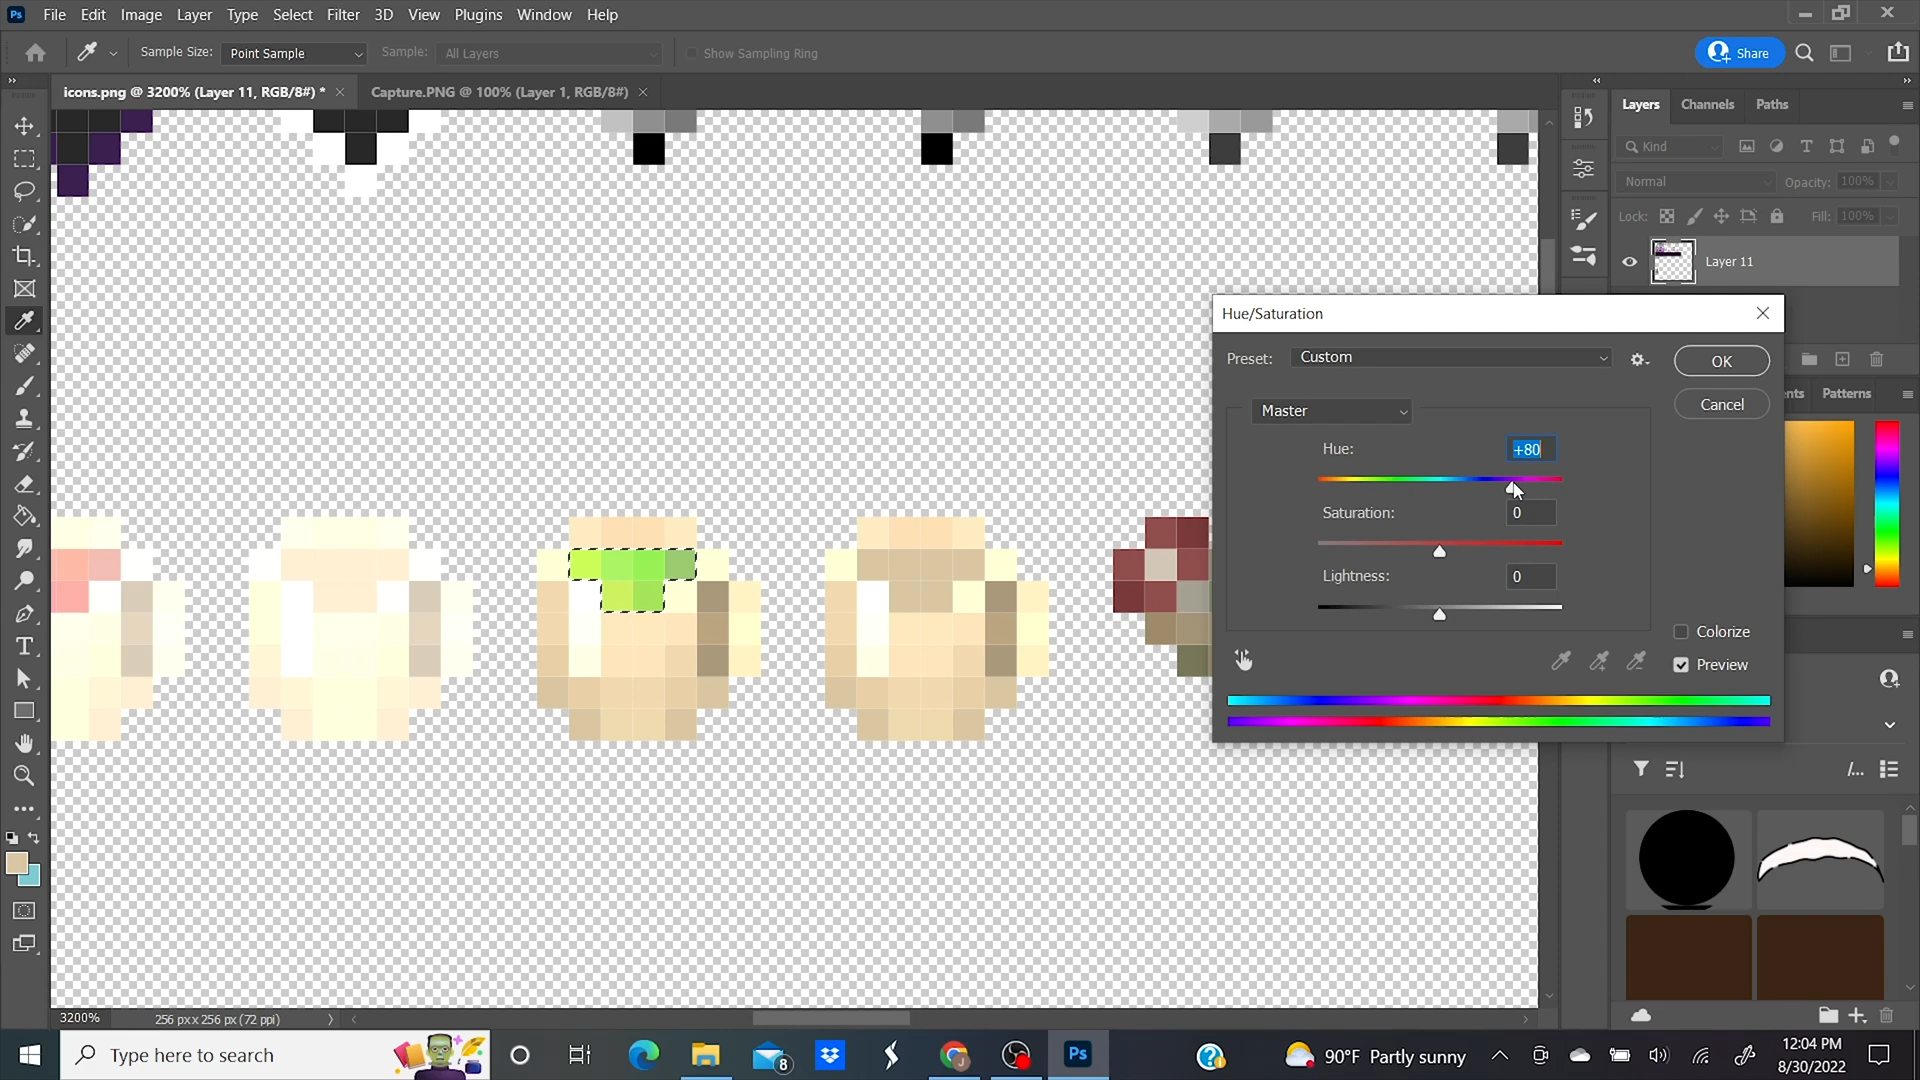 Ps File Edit Image Layer Type Select Filter 3D View Plugins Window Help
Sample Size: Point Sample Sample: All Layers Show Sampling Ring Share
icons.png @ 3200% (Layer 11, RGB/8#) * Capture.PNG @ 100% (Layer 1, RGB/8#)
Layers Channels Paths
Kind
Normal Opacity: 100%
Lock: Fill: 100%
Layer 11
Hue/Saturation
Preset: Custom OK
Cancel
Patterns
Master
Hue: +80
Saturation: 0
Lightness: 0
Colorize
Preview
3200% 256 px x 256 px (72 ppi)
Type here to search 8 Ps 90°F Partly sunny 12:04 PM
8/30/2022